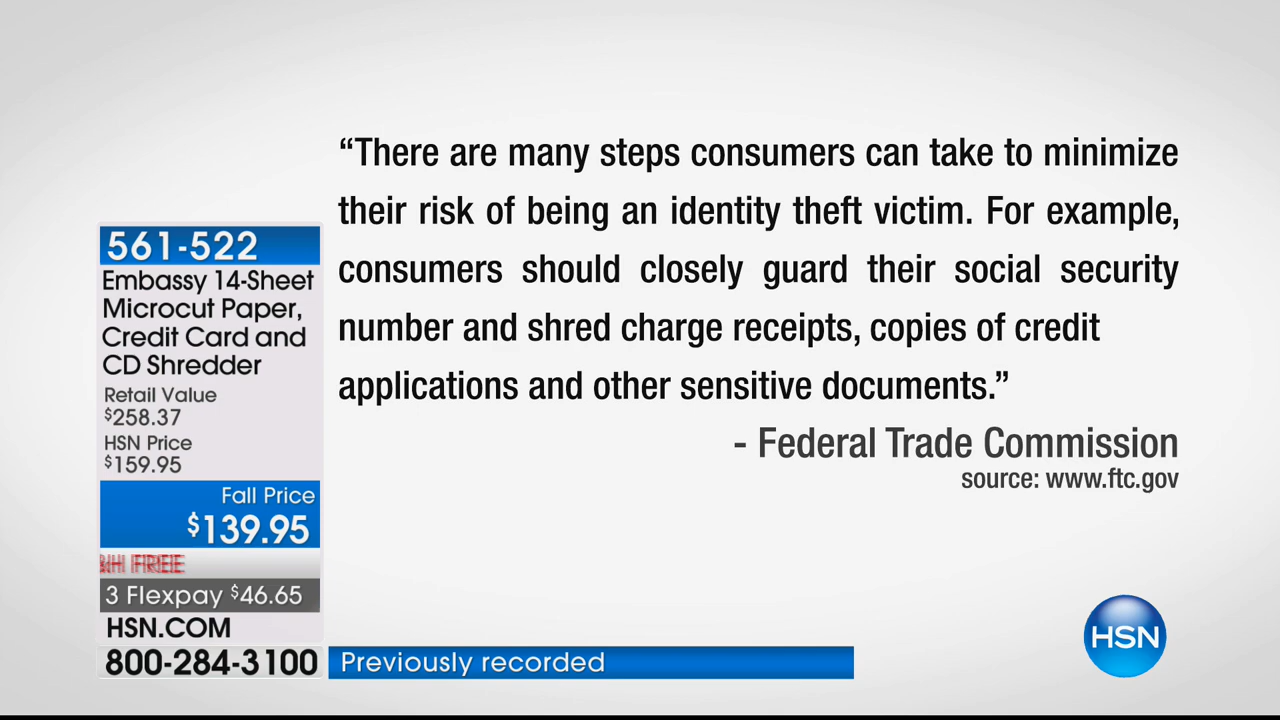 “There are many steps consumers can take to minimize
their risk of being an identity theft victim. For example,
consumers should closely guard their social security
number and shred charge receipts, copies of credit
applications and other sensitive documents.”
- Federal Trade Commission
source: www.ftc.gov
561-522
Embassy 14-Sheet
Microcut Paper,
Credit Card and
CD Shredder
Retail Value
$258.37
HSN Price
$159.95
Fall Price
$139.95
FREE
3 Flexpay $46.65
HSN.COM
800-284-3100
Previously recorded
HSN